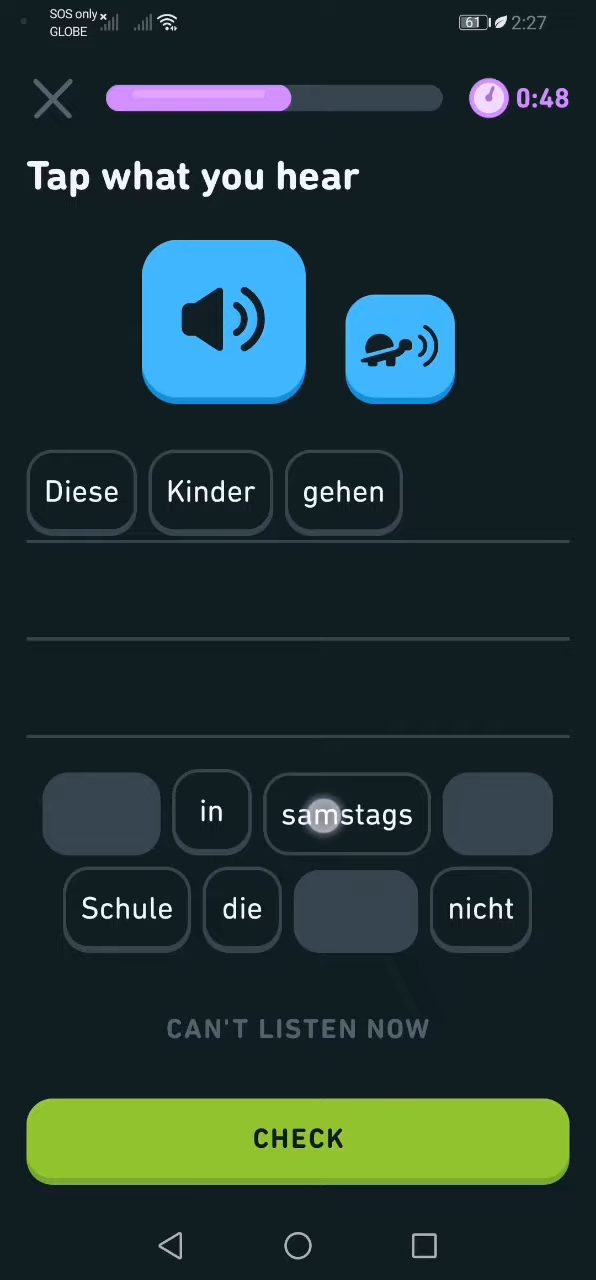 SOS only
GLOBE
61
2:27
0:48
Tap what you hear
Diese Kinder gehen
in samstags
Schule die nicht
CAN'T LISTEN NOW
CHECK